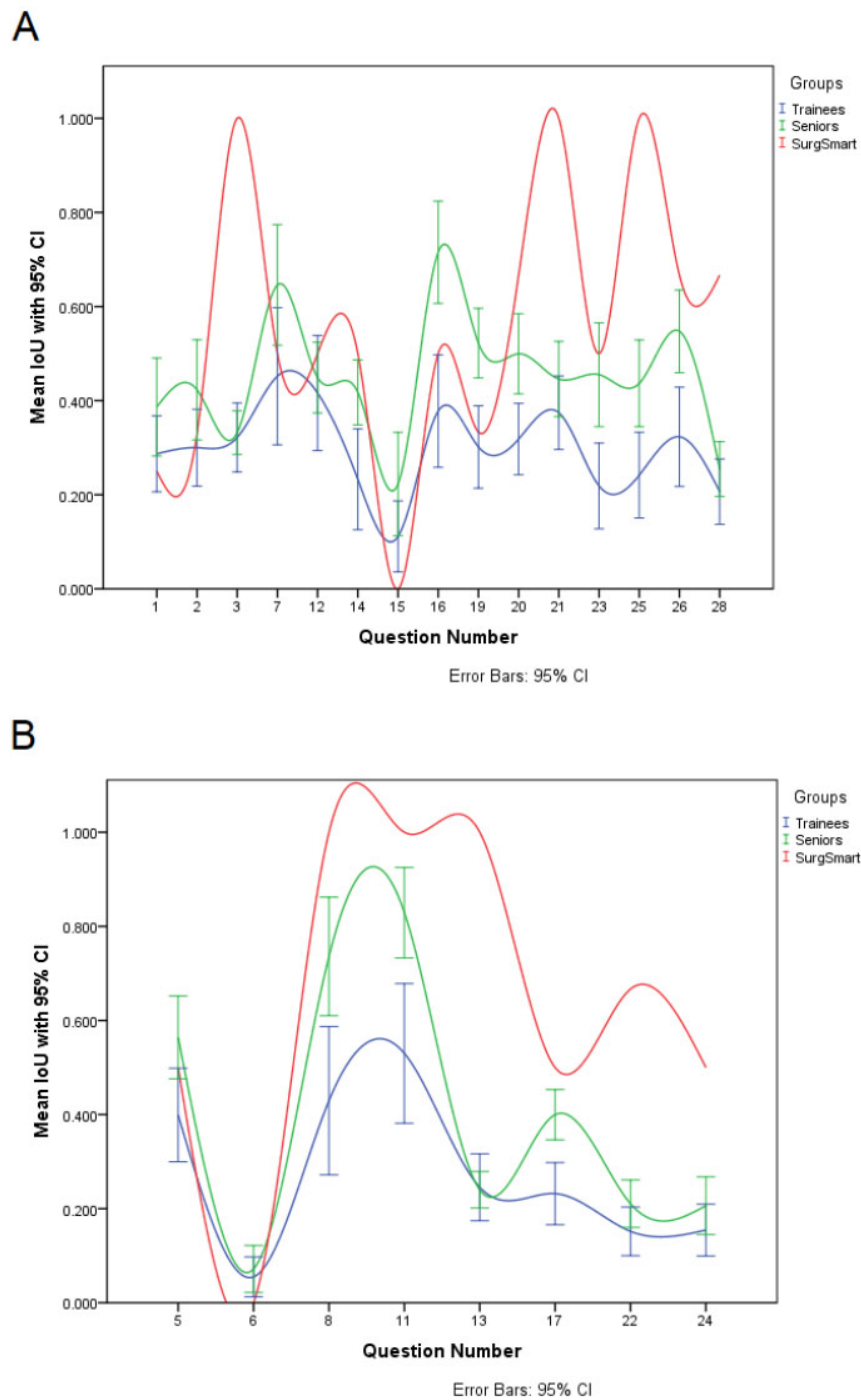 A
Groups
Trainees
Seniors
SurgSmart
Mean IoU with 95% CI
1.000
0.800
0.600
0.400
0.200
0.000
1 2 3 7 12 14 15 16 19 20 21 23 25 26 28
Question Number
Error Bars: 95% CI
B
Groups
Trainees
Seniors
SurgSmart
Mean IoU with 95% CI
1.000
0.800
0.600
0.400
0.200
0.000
5 6 8 11 13 17 22 24
Question Number
Error Bars: 95% CI